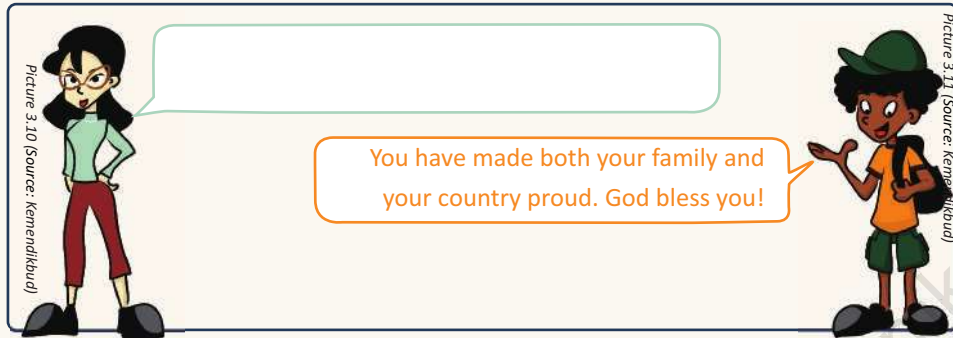 Picture 3.10 (Source: Kemendikbud)
You have made both your family and
your country proud. God bless you!
Picture 3.11 (Source: Kemendikbud)